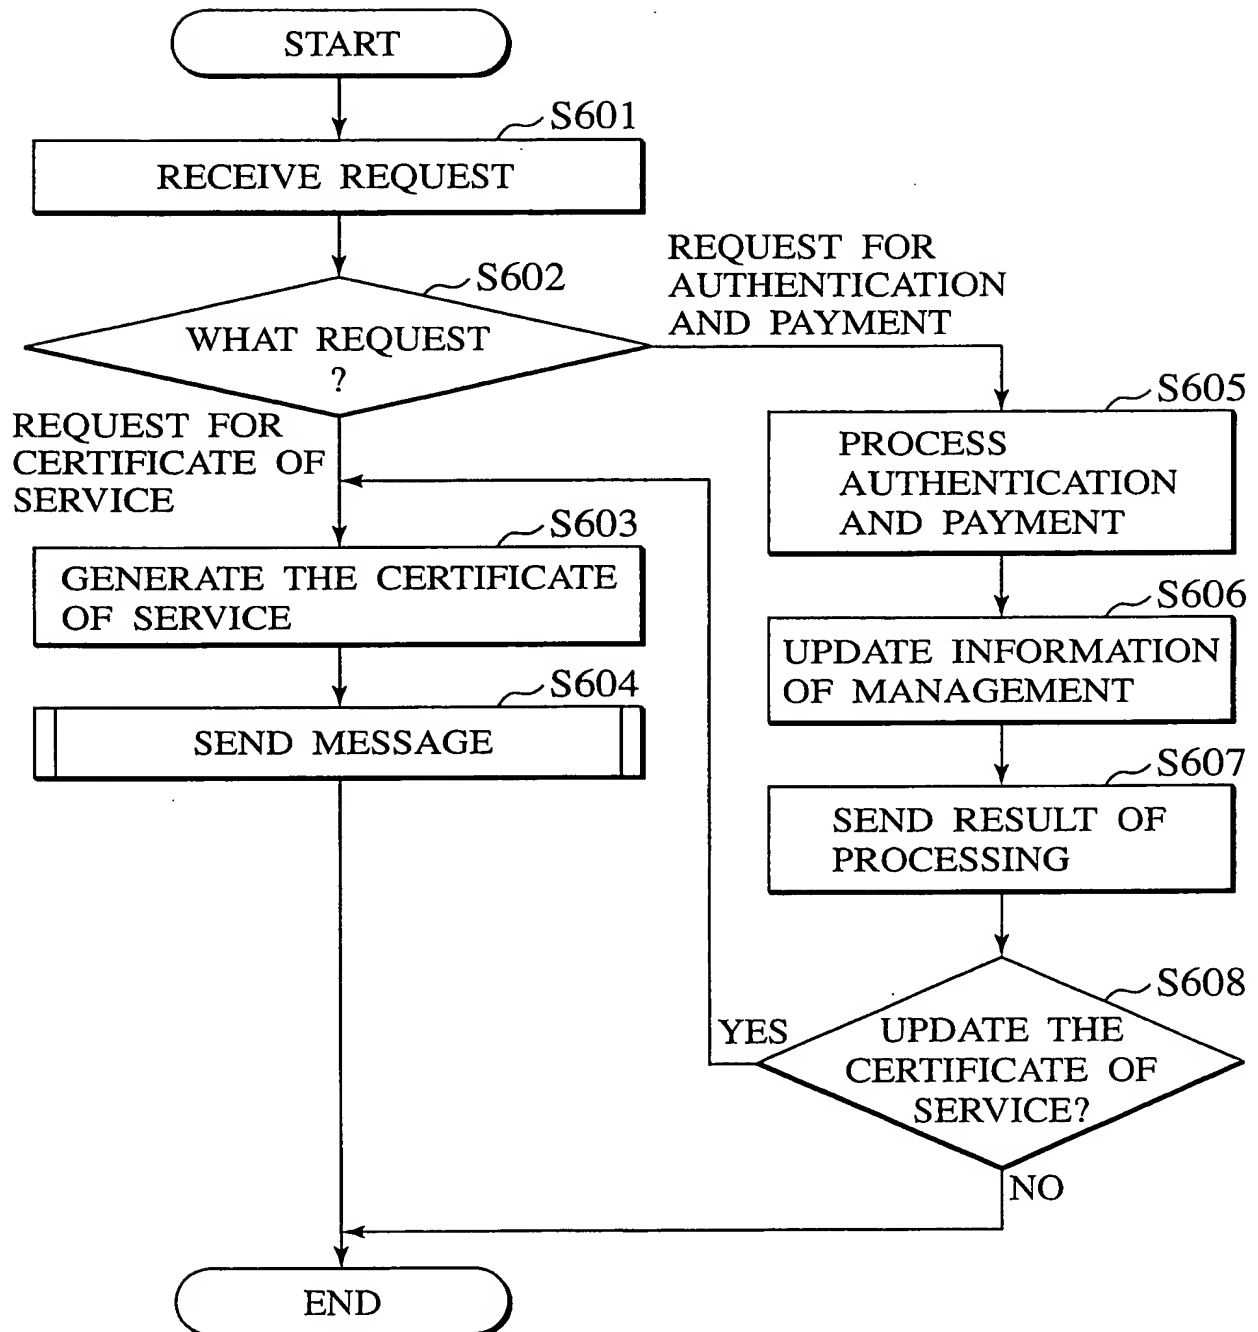 START
S601
RECEIVE REQUEST
S602
WHAT REQUEST
?
REQUEST FOR
AUTHENTICATION
AND PAYMENT
REQUEST FOR
CERTIFICATE OF
SERVICE
S603
GENERATE THE CERTIFICATE
OF SERVICE
S604
SEND MESSAGE
S605
PROCESS
AUTHENTICATION
AND PAYMENT
S606
UPDATE INFORMATION
OF MANAGEMENT
S607
SEND RESULT OF
PROCESSING
S608
UPDATE THE
CERTIFICATE OF
SERVICE?
YES
NO
END